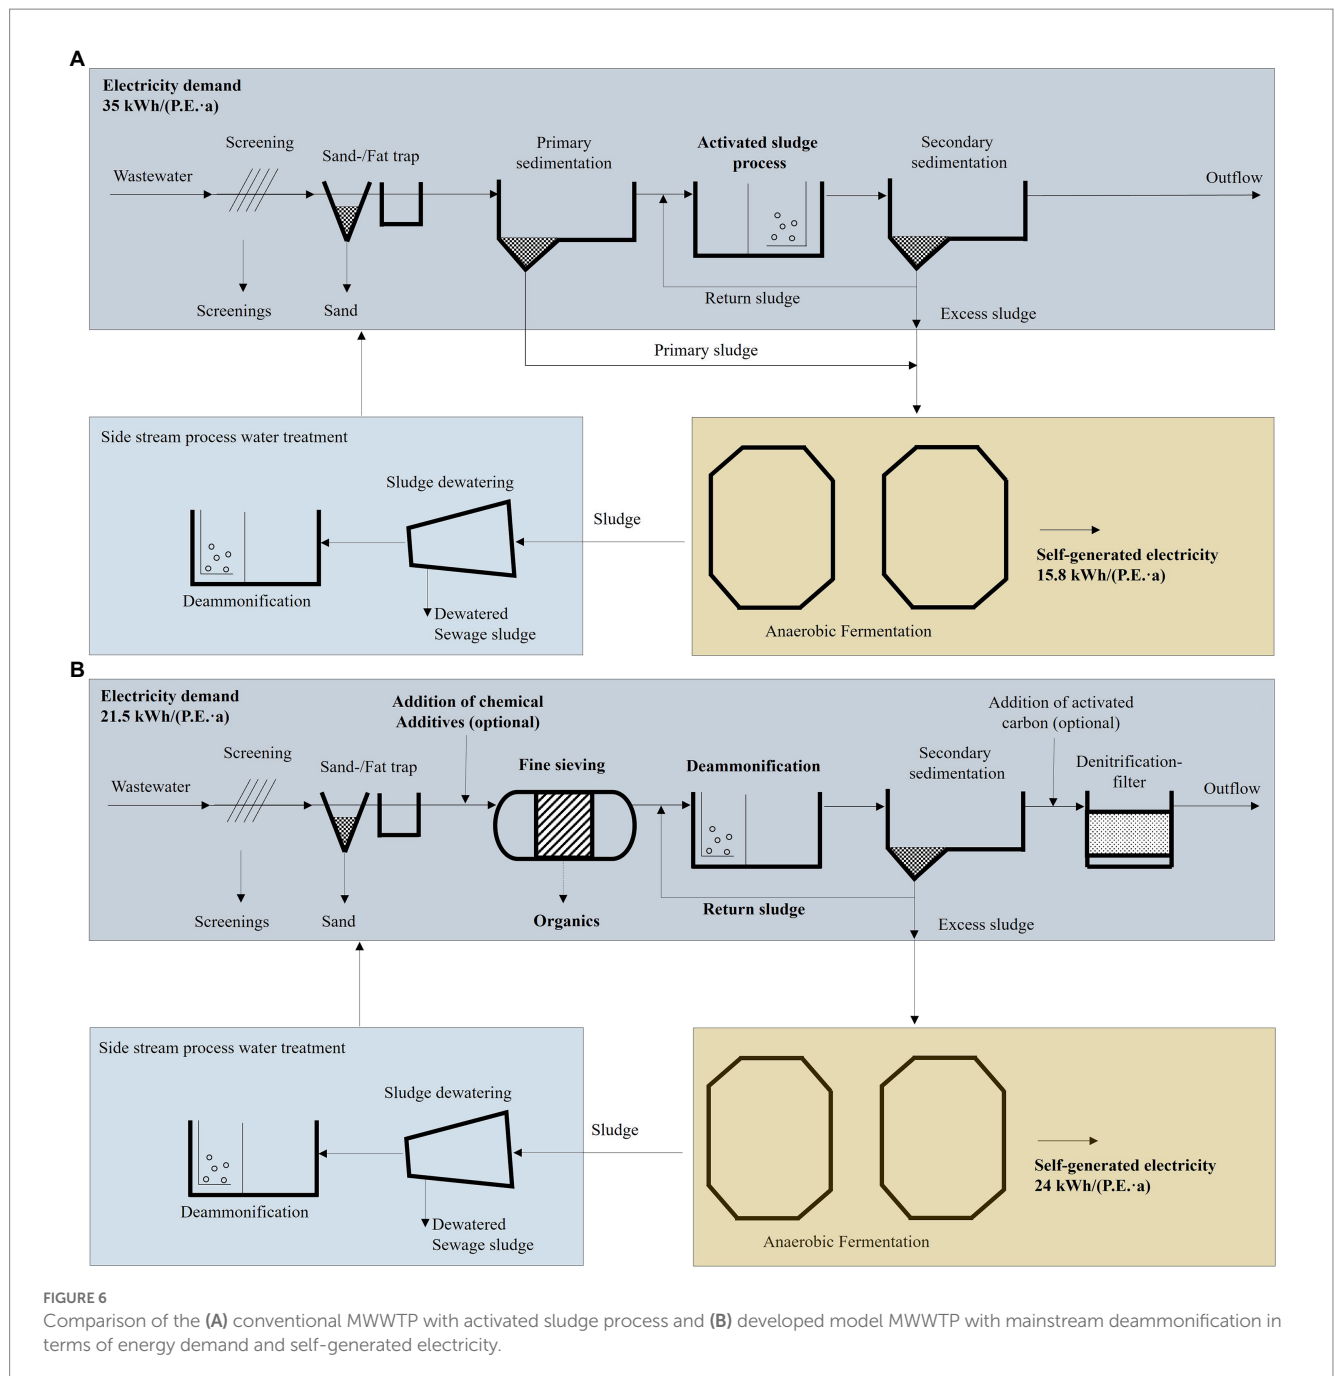 A
Electricity demand
35 kWh/(P.E.·a)
Screening
Sand-/Fat trap
Primary
sedimentation
Activated sludge
process
Secondary
sedimentation
Wastewater
Outflow
Screenings
Sand
Return sludge
Excess sludge
Primary sludge
Side stream process water treatment
Sludge dewatering
Sludge
Deammonification
Dewatered
Sewage sludge
Self-generated electricity
15.8 kWh/(P.E.·a)
Anaerobic Fermentation
B
Electricity demand
21.5 kWh/(P.E.·a)
Addition of chemical
Additives (optional)
Addition of activated
carbon (optional)
Screening
Sand-/Fat trap
Fine sieving
Deammonification
Secondary
sedimentation
Denitrification-
filter
Wastewater
Outflow
Screenings
Sand
Organics
Return sludge
Excess sludge
Side stream process water treatment
Sludge dewatering
Sludge
Deammonification
Dewatered
Sewage sludge
Self-generated electricity
24 kWh/(P.E.·a)
Anaerobic Fermentation
FIGURE 6
Comparison of the (A) conventional MWWTP with activated sludge process and (B) developed model MWWTP with mainstream deammonification in
terms of energy demand and self-generated electricity.